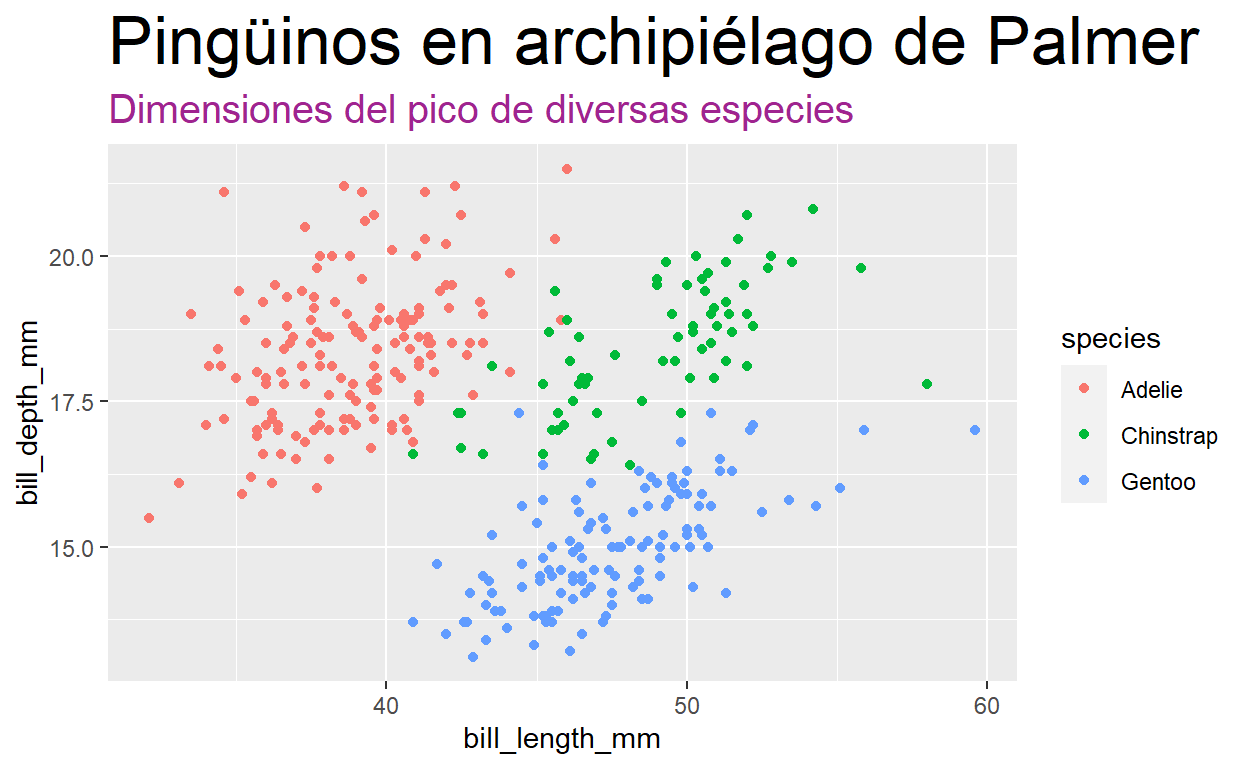 Pingüinos en archipiélago de Palmer
Dimensiones del pico de diversas especies
20.0
17.5
15.0
bill_depth_mm
40
50
60
bill_length_mm
species
Adelie
Chinstrap
Gentoo